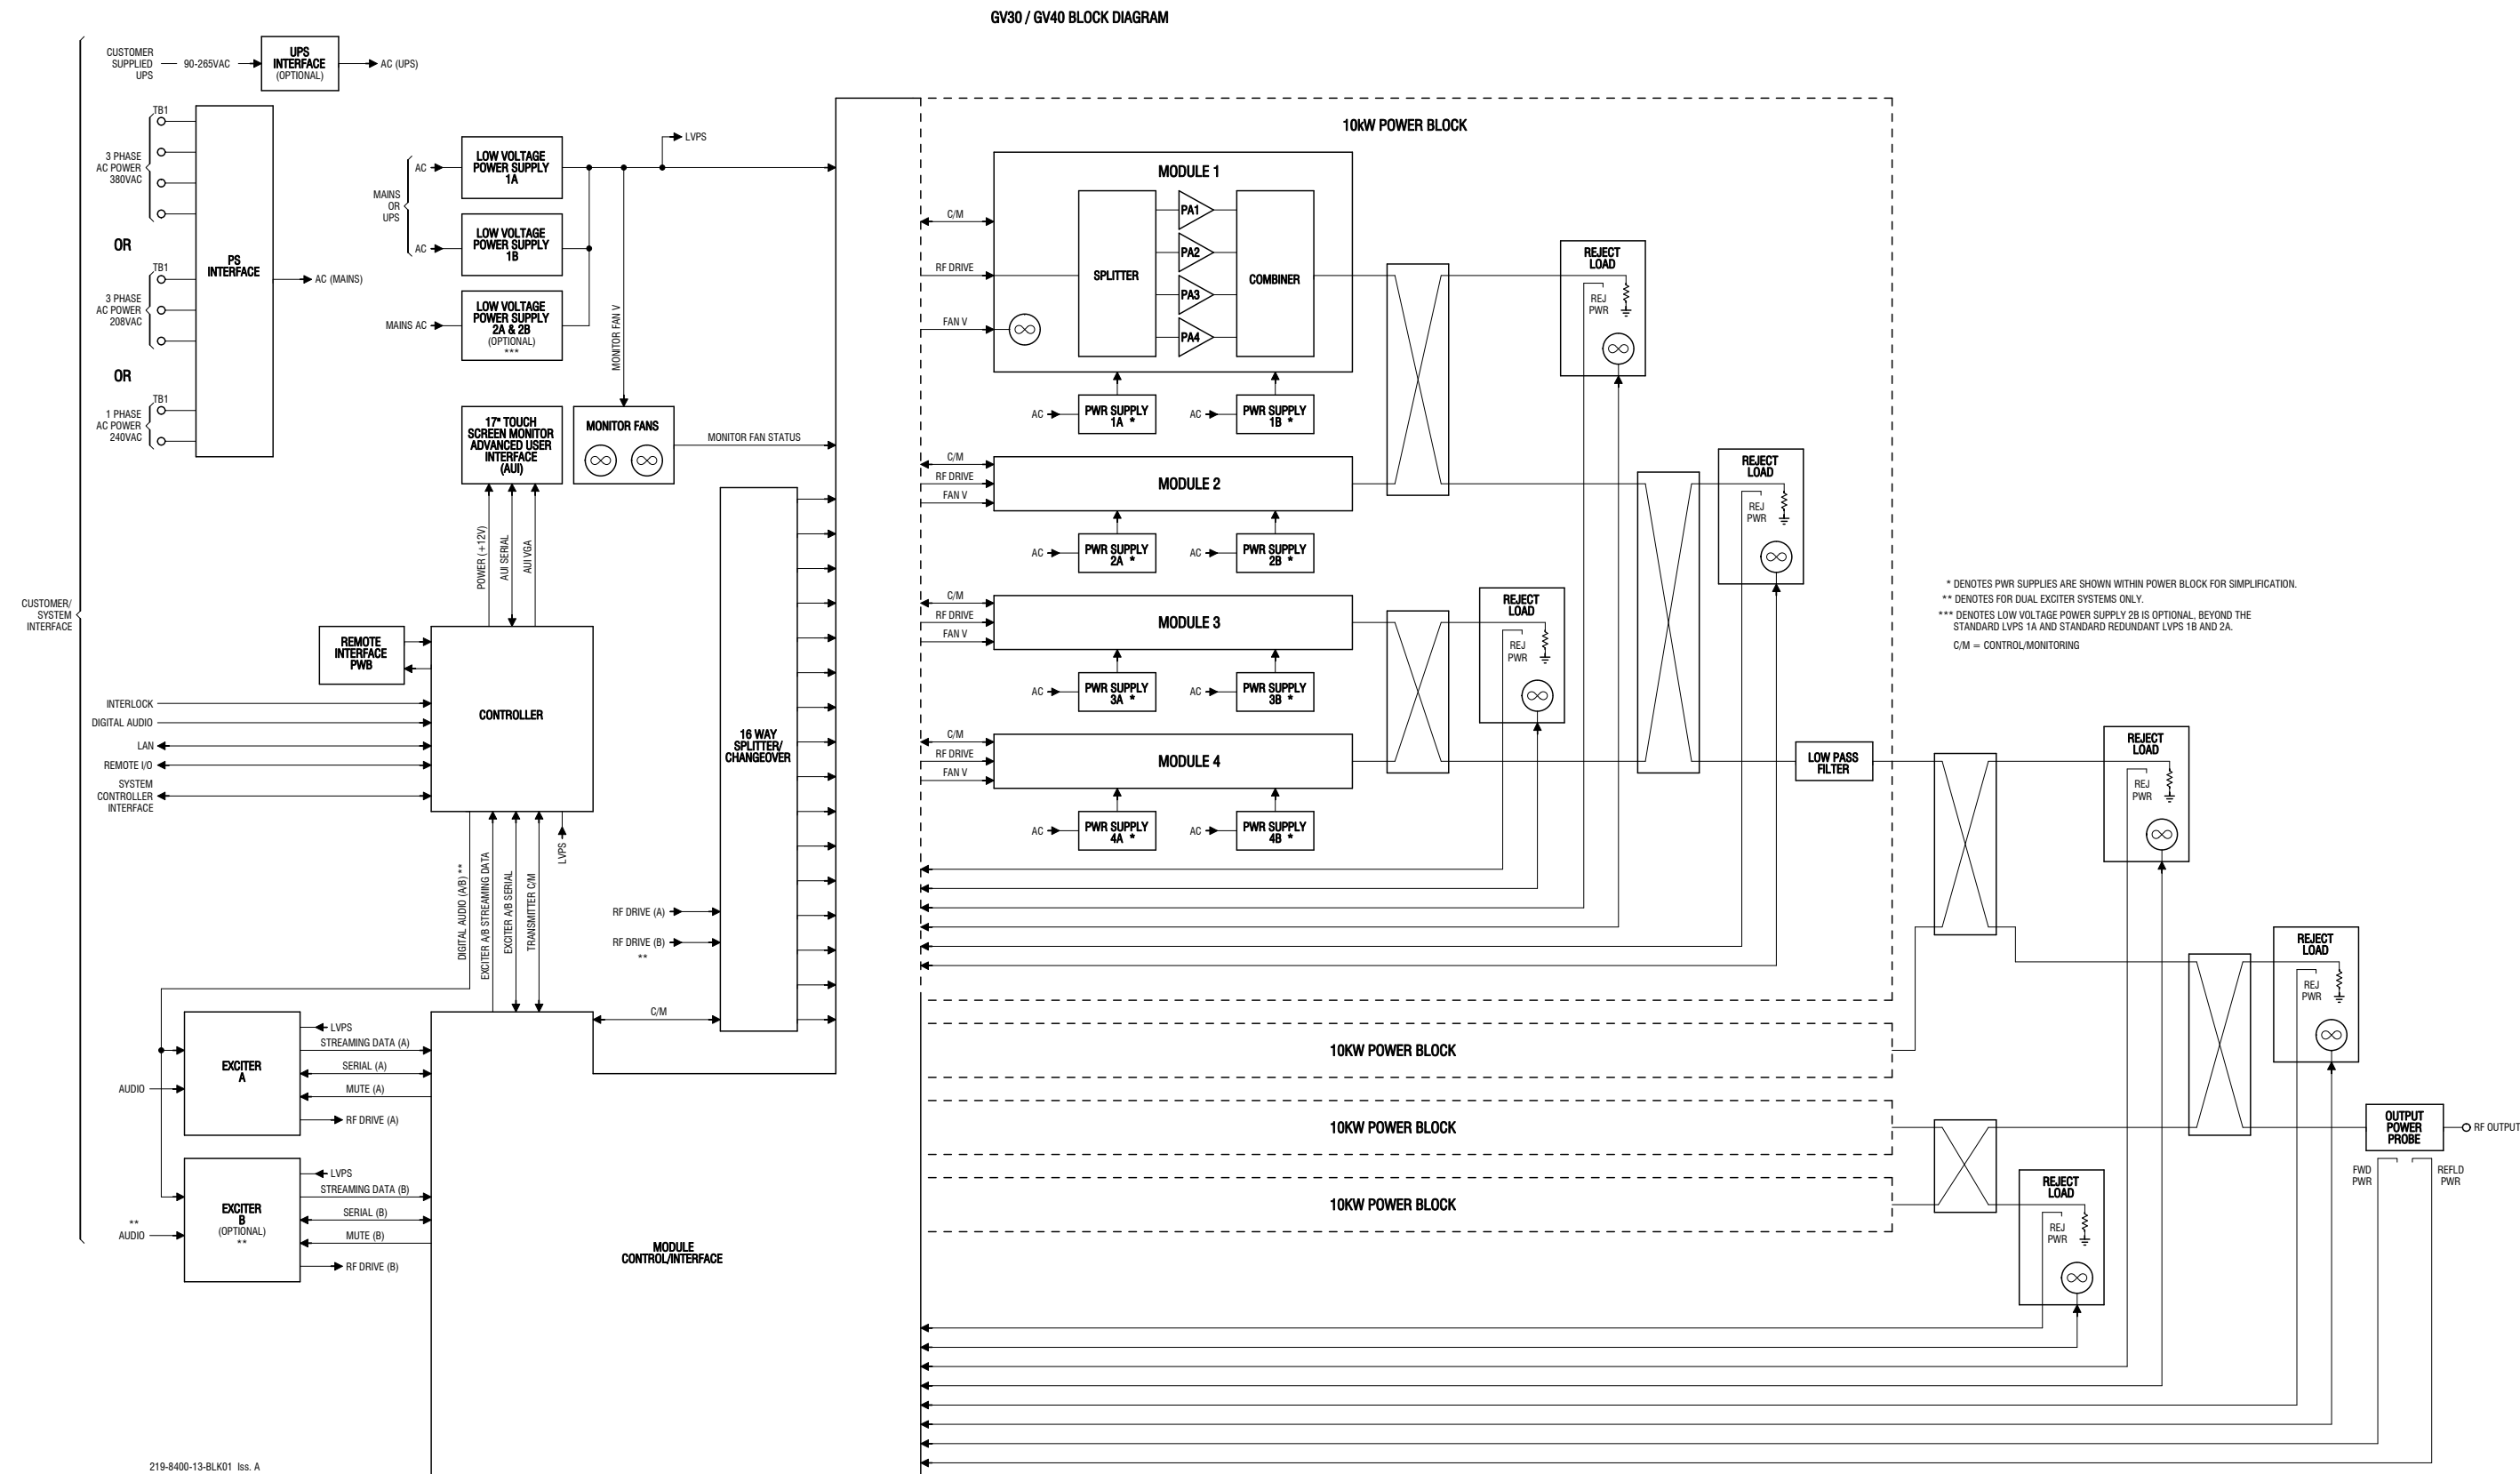 GV30 / GV40 BLOCK DIAGRAM
CUSTOMER
SUPPLIED
UPS
90-265VAC
UPS
INTERFACE
(OPTIONAL)
AC (UPS)
TB1
3 PHASE
AC POWER
380VAC
OR
TB1
3 PHASE
AC POWER
208VAC
OR
TB1
1 PHASE
AC POWER
240VAC
PS
INTERFACE
AC (MAINS)
MAINS
OR
UPS
AC
LOW VOLTAGE
POWER SUPPLY
1A
LVPS
AC
LOW VOLTAGE
POWER SUPPLY
1B
MAINS AC
LOW VOLTAGE
POWER SUPPLY
2A & 2B
(OPTIONAL)
***
MONITOR FAN V
17" TOUCH
SCREEN MONITOR
ADVANCED USER
INTERFACE
(AUI)
MONITOR FANS
MONITOR FAN STATUS
POWER (+12V)
AUI SERIAL
AUI VGA
CUSTOMER/
SYSTEM
INTERFACE
REMOTE
INTERFACE
PWB
CONTROLLER
INTERLOCK
DIGITAL AUDIO
LAN
REMOTE I/O
SYSTEM
CONTROLLER
INTERFACE
DIGITAL AUDIO (A/B) **
EXCITER A/B STREAMING DATA
EXCITER A/B SERIAL
TRANSMITTER C/M
LVPS
16 WAY
SPLITTER/
CHANGEOVER
RF DRIVE (A)
RF DRIVE (B)
**
C/M
EXCITER
A
AUDIO
LVPS
STREAMING DATA (A)
SERIAL (A)
MUTE (A)
RF DRIVE (A)
EXCITER
B
(OPTIONAL)
**
**
AUDIO
LVPS
STREAMING DATA (B)
SERIAL (B)
MUTE (B)
RF DRIVE (B)
MODULE
CONTROL/INTERFACE
10kW POWER BLOCK
C/M
RF DRIVE
FAN V
MODULE 1
SPLITTER
PA1
PA2
PA3
PA4
COMBINER
AC
PWR SUPPLY
1A *
AC
PWR SUPPLY
1B *
C/M
RF DRIVE
FAN V
MODULE 2
AC
PWR SUPPLY
2A *
AC
PWR SUPPLY
2B *
C/M
RF DRIVE
FAN V
MODULE 3
AC
PWR SUPPLY
3A *
AC
PWR SUPPLY
3B *
C/M
RF DRIVE
FAN V
MODULE 4
AC
PWR SUPPLY
4A *
AC
PWR SUPPLY
4B *
REJECT
LOAD
REJ
PWR
REJECT
LOAD
REJ
PWR
REJECT
LOAD
REJ
PWR
LOW PASS
FILTER
* DENOTES PWR SUPPLIES ARE SHOWN WITHIN POWER BLOCK FOR SIMPLIFICATION.
** DENOTES FOR DUAL EXCITER SYSTEMS ONLY.
*** DENOTES LOW VOLTAGE POWER SUPPLY 2B IS OPTIONAL, BEYOND THE
STANDARD LVPS 1A AND STANDARD REDUNDANT LVPS 1B AND 2A.
C/M = CONTROL/MONITORING
REJECT
LOAD
REJ
PWR
REJECT
LOAD
REJ
PWR
10KW POWER BLOCK
10KW POWER BLOCK
10KW POWER BLOCK
REJECT
LOAD
REJ
PWR
OUTPUT
POWER
PROBE
RF OUTPUT
FWD
PWR
REFLD
PWR
219-8400-13-BLK01 Iss. A